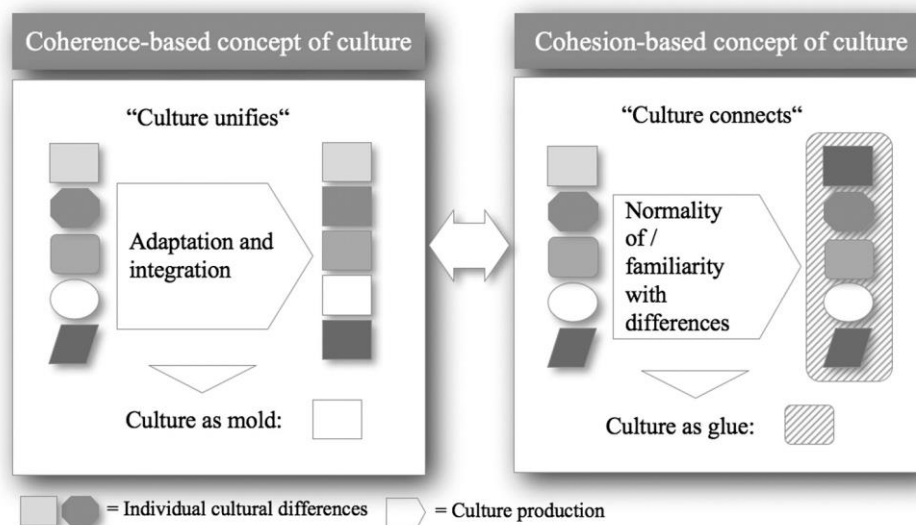 Coherence-based concept of culture
“Culture unifies“
Adaptation and
integration
Culture as mold:
Cohesion-based concept of culture
“Culture connects“
Normality
of /
familiarity
with
differences
Culture as glue:
= Individual cultural differences
= Culture production